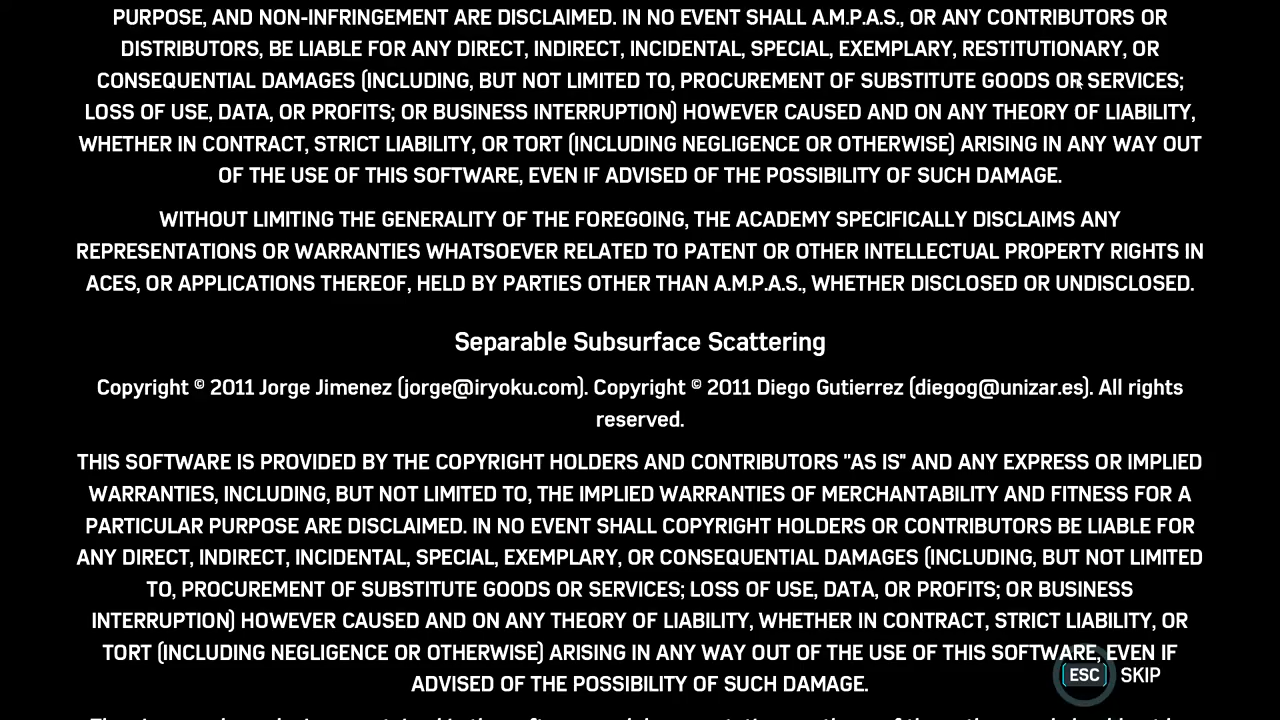 PURPOSE, AND NON-INFRINGEMENT ARE DISCLAIMED. IN NO EVENT SHALL A.M.P.A.S., OR ANY CONTRIBUTORS OR
DISTRIBUTORS, BE LIABLE FOR ANY DIRECT, INDIRECT, INCIDENTAL, SPECIAL, EXEMPLARY, RESTITUTIONARY, OR
CONSEQUENTIAL DAMAGES (INCLUDING, BUT NOT LIMITED TO, PROCUREMENT OF SUBSTITUTE GOODS OR SERVICES;
LOSS OF USE, DATA, OR PROFITS; OR BUSINESS INTERRUPTION) HOWEVER CAUSED AND ON ANY THEORY OF LIABILITY,
WHETHER IN CONTRACT, STRICT LIABILITY, OR TORT (INCLUDING NEGLIGENCE OR OTHERWISE) ARISING IN ANY WAY OUT
OF THE USE OF THIS SOFTWARE, EVEN IF ADVISED OF THE POSSIBILITY OF SUCH DAMAGE.
WITHOUT LIMITING THE GENERALITY OF THE FOREGOING, THE ACADEMY SPECIFICALLY DISCLAIMS ANY
REPRESENTATIONS OR WARRANTIES WHATSOEVER RELATED TO PATENT OR OTHER INTELLECTUAL PROPERTY RIGHTS IN
ACES, OR APPLICATIONS THEREOF, HELD BY PARTIES OTHER THAN A.M.P.A.S., WHETHER DISCLOSED OR UNDISCLOSED.
Separable Subsurface Scattering
Copyright © 2011 Jorge Jimenez (jorge@iryoku.com). Copyright © 2011 Diego Gutierrez (diegog@unizar.es). All rights
reserved.
THIS SOFTWARE IS PROVIDED BY THE COPYRIGHT HOLDERS AND CONTRIBUTORS "AS IS" AND ANY EXPRESS OR IMPLIED
WARRANTIES, INCLUDING, BUT NOT LIMITED TO, THE IMPLIED WARRANTIES OF MERCHANTABILITY AND FITNESS FOR A
PARTICULAR PURPOSE ARE DISCLAIMED. IN NO EVENT SHALL COPYRIGHT HOLDERS OR CONTRIBUTORS BE LIABLE FOR
ANY DIRECT, INDIRECT, INCIDENTAL, SPECIAL, EXEMPLARY, OR CONSEQUENTIAL DAMAGES (INCLUDING, BUT NOT LIMITED
TO, PROCUREMENT OF SUBSTITUTE GOODS OR SERVICES; LOSS OF USE, DATA, OR PROFITS; OR BUSINESS
INTERRUPTION) HOWEVER CAUSED AND ON ANY THEORY OF LIABILITY, WHETHER IN CONTRACT, STRICT LIABILITY, OR
TORT (INCLUDING NEGLIGENCE OR OTHERWISE) ARISING IN ANY WAY OUT OF THE USE OF THIS SOFTWARE, EVEN IF
ADVISED OF THE POSSIBILITY OF SUCH DAMAGE.
ESC SKIP